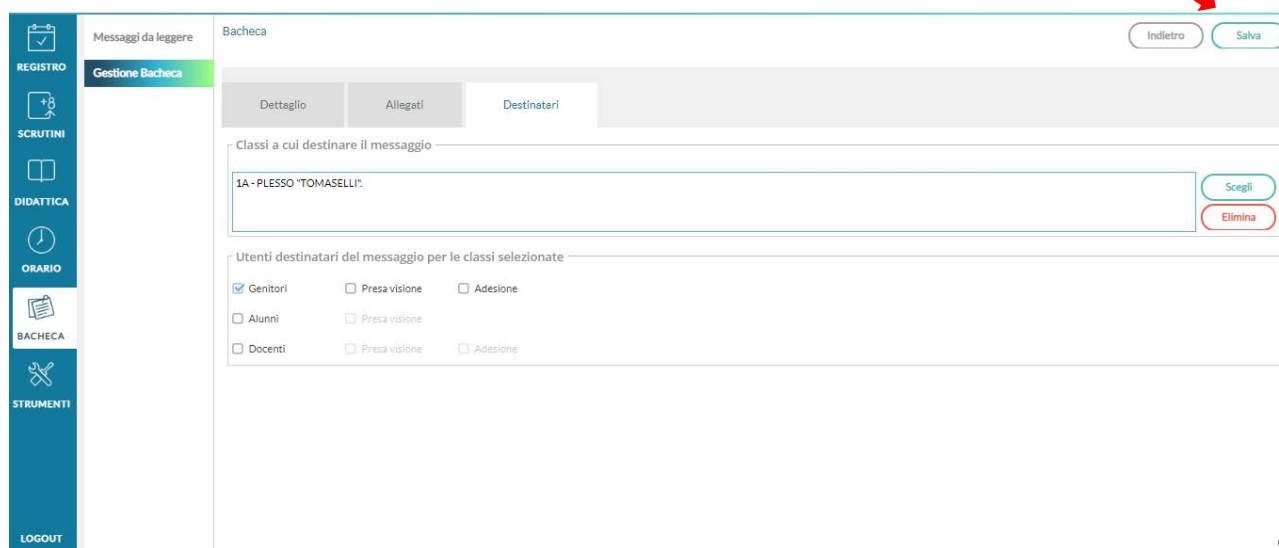 REGISTRO
SCRUTINI
DIDATTICA
ORARIO
BACHECA
STRUMENTI
LOGOUT
Messaggi da leggere
Gestione Bacheca
Bacheca
Indietro
Salva
Dettaglio
Allegati
Destinatari
Classi a cui destinare il messaggio
1A - PLESSO "TOMASELLI".
Scegli
Elimina
Utenti destinatari del messaggio per le classi selezionate
Genitori Presa visione Adesione
Alunni Presa visione
Docenti Presa visione Adesione